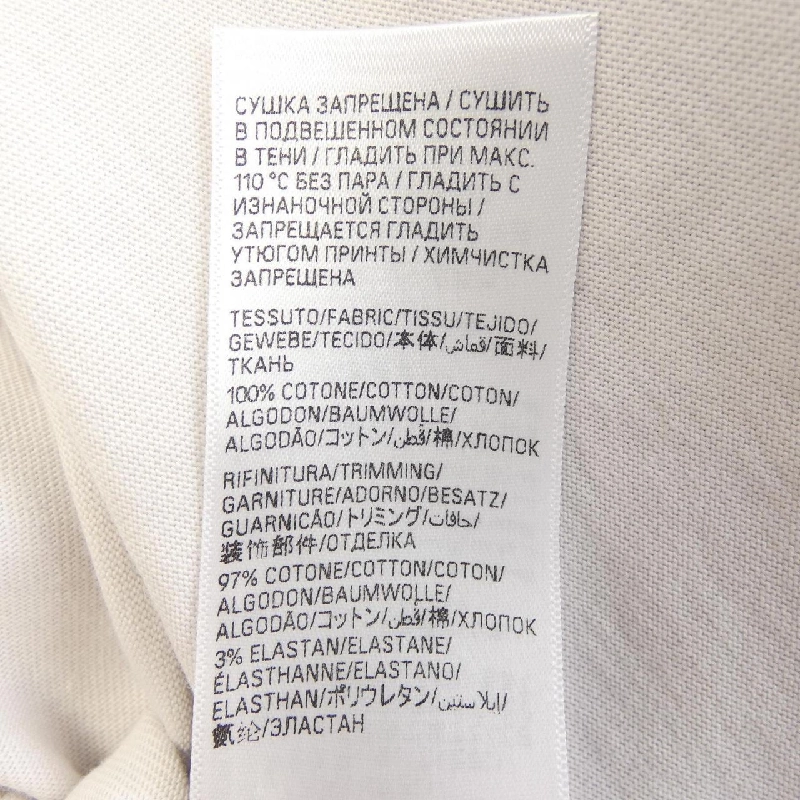 СУШКА ЗАПРЕЩЕНА / СУШИТЬ
В ПОДВЕШЕННОМ СОСТОЯНИИ
В ТЕНИ / ГЛАДИТЬ ПРИ МАКС.
110 °C БЕЗ ПАРА / ГЛАДИТЬ С
ИЗНАНОЧНОЙ СТОРОНЫ /
ЗАПРЕЩАЕТСЯ ГЛАДИТЬ
УТЮГОМ ПРИНТЫ / ХИМЧИСТКА
ЗАПРЕЩЕНА
TESSUTO/FABRIC/TISSU/TEJIDO/
GEWEBE/TECIDO/本体/قماش/面料/
ТКАНЬ
100% COTONE/COTTON/COTON/
ALGODON/BAUMWOLLE/
ALGODÃO/コットン/قطن/棉/ХЛОПОК
RIFINITURA/TRIMMING/
GARNITURE/ADORNO/BESATZ/
GUARNICÃO/トリミング/حافات/
装饰部件/ОТДЕЛКА
97% COTONE/COTTON/COTON/
ALGODON/BAUMWOLLE/
ALGODÃO/コットン/قطن/棉/ХЛОПОК
3% ELASTAN/ELASTANE/
ÉLASTHANNE/ELASTANO/
ELASTHAN/ポリウレタン/إيلاستين/
氨纶/ЭЛАСТАН